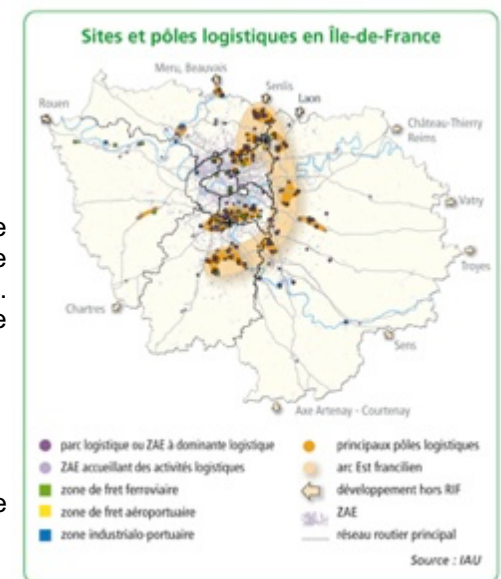 Sites et pôles logistiques en Île-de-France
Meru, Beauvais
Senlis
Laon
Rouen
Château-Thierry
Reims
Vatry
Troyes
Chartres
Sens
Axe Artenay - Courtenay
e
e
.
e
e
parc logistique ou ZAE à dominante logistique
ZAE accueillant des activités logistiques
zone de fret ferroviaire
zone de fret aéroportuaire
zone industrialo-portuaire
principaux pôles logistiques
arc Est francilien
développement hors RIF
ZAE
réseau routier principal
Source : IAU